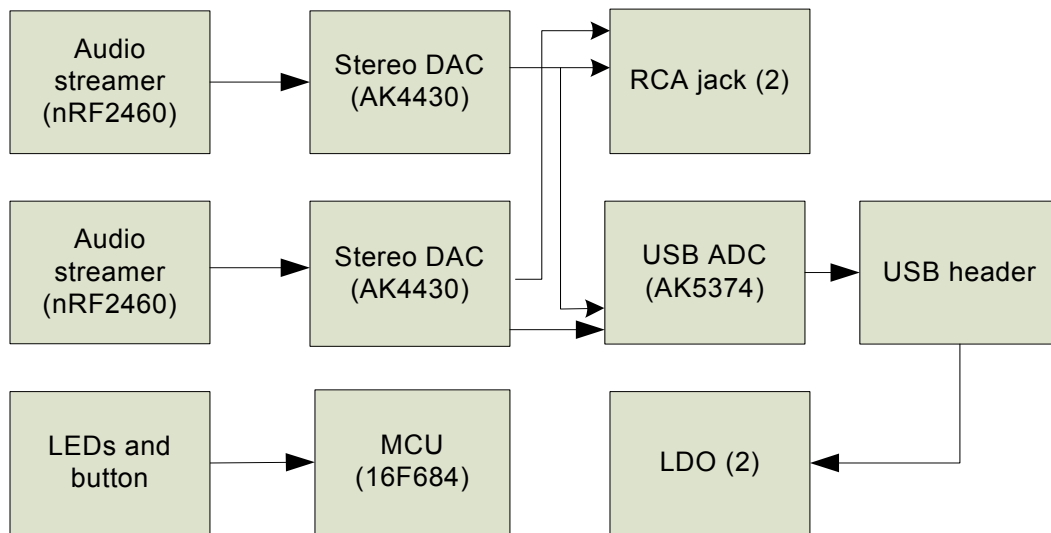 Audio
streamer
(nRF2460)
Stereo DAC
(AK4430)
RCA jack (2)
Audio
streamer
(nRF2460)
Stereo DAC
(AK4430)
USB ADC
(AK5374)
USB header
LEDs and
button
MCU
(16F684)
LDO (2)